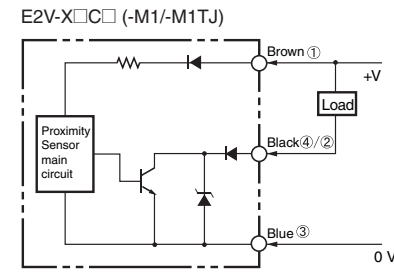 E2V-X□C□ (-M1/-M1TJ)
Brown ①
+V
Load
Proximity
Sensor
main
circuit
Black④/②
Blue ③
0 V